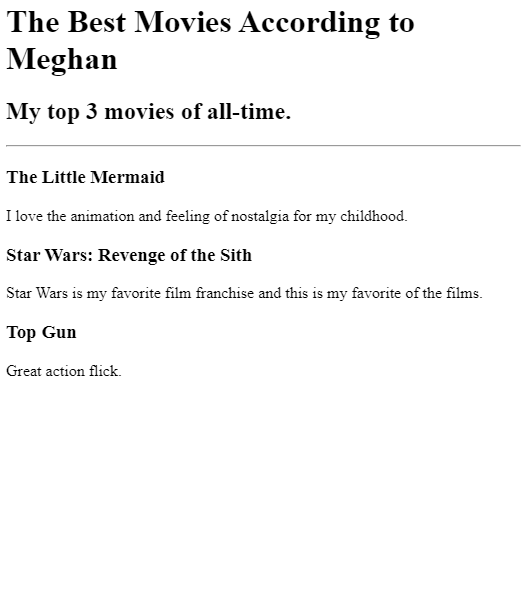 The Best Movies According to
Meghan
My top 3 movies of all-time.
The Little Mermaid
I love the animation and feeling of nostalgia for my childhood.
Star Wars: Revenge of the Sith
Star Wars is my favorite film franchise and this is my favorite of the films.
Top Gun
Great action flick.